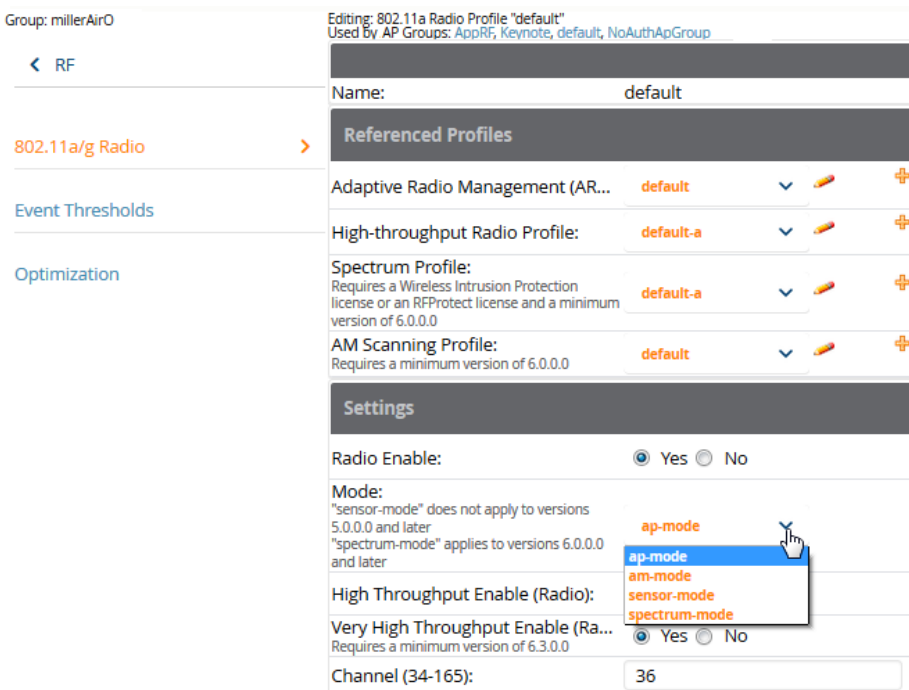 Group: millerAirO
Editing: 802.11a Radio Profile "default"
Used by AP Groups: AppRF, Keynote, default, NoAuthApGroup
RF
802.11a/g Radio
Event Thresholds
Optimization
Name: default
Referenced Profiles
Adaptive Radio Management (AR... default
High-throughput Radio Profile: default-a
Spectrum Profile:
Requires a Wireless Intrusion Protection
license or an RFProtect license and a minimum
version of 6.0.0.0
default-a
AM Scanning Profile:
Requires a minimum version of 6.0.0.0
default
Settings
Radio Enable: Yes No
Mode:
"sensor-mode" does not apply to versions
5.0.0.0 and later
"spectrum-mode" applies to versions 6.0.0.0
and later
ap-mode
ap-mode
am-mode
sensor-mode
spectrum-mode
High Throughput Enable (Radio):
Very High Throughput Enable (Ra...
Requires a minimum version of 6.3.0.0
Yes No
Channel (34-165): 36